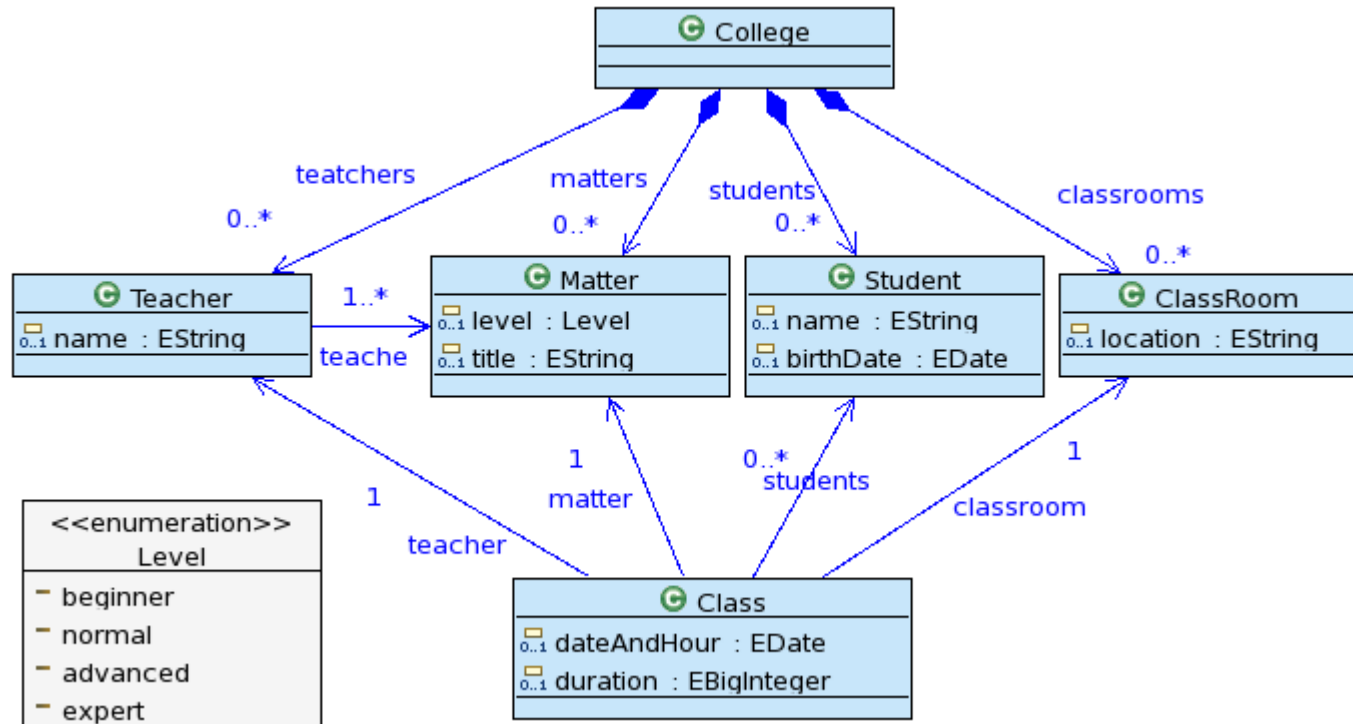 College
teatchers
matters
students
classrooms
0..*
0..*
0..*
0..*
Teacher
0..1 name : EString
1..*
teache
Matter
0..1 level : Level
0..1 title : EString
Student
0..1 name : EString
0..1 birthDate : EDate
ClassRoom
0..1 location : EString
1
teacher
1
matter
0..*
students
1
classroom
<<enumeration>>
Level
beginner
normal
advanced
expert
Class
0..1 dateAndHour : EDate
0..1 duration : EBigInteger